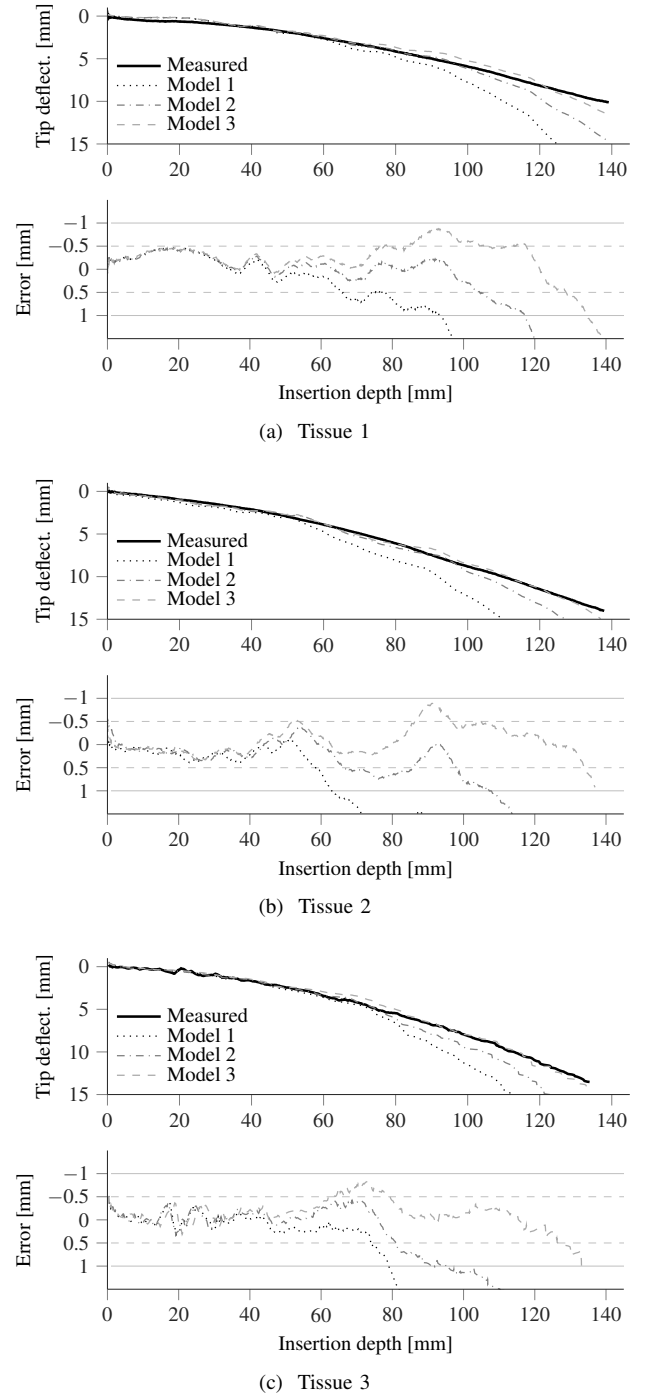 0
5
10
15
Tip deflect. [mm]
Measured
Model 1
Model 2
Model 3
0 20 40 60 80 100 120 140
−1
−0.5
0
0.5
1
Error [mm]
0 20 40 60 80 100 120 140
Insertion depth [mm]
(a) Tissue 1
0
5
10
15
Tip deflect. [mm]
Measured
Model 1
Model 2
Model 3
0 20 40 60 80 100 120 140
−1
−0.5
0
0.5
1
Error [mm]
0 20 40 60 80 100 120 140
Insertion depth [mm]
(b) Tissue 2
0
5
10
15
Tip deflect. [mm]
Measured
Model 1
Model 2
Model 3
0 20 40 60 80 100 120 140
−1
−0.5
0
0.5
1
Error [mm]
0 20 40 60 80 100 120 140
Insertion depth [mm]
(c) Tissue 3